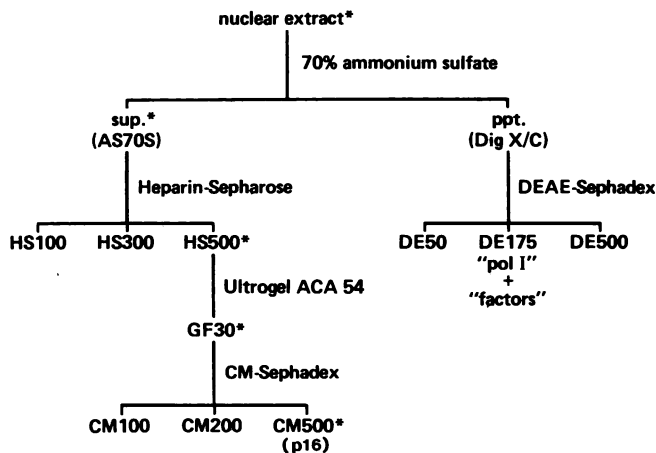 nuclear extract*
70% ammonium sulfate
sup.* ppt.
(AS70S) (Dig X/C)
Heparin-Sepharose DEAE-Sephadex
HS100 HS300 HS500* DE50 DE175 DE500
"pol I"
+
"factors"
Ultrogel ACA 54
GF30*
CM-Sephadex
CM100 CM200 CM500*
(p16)